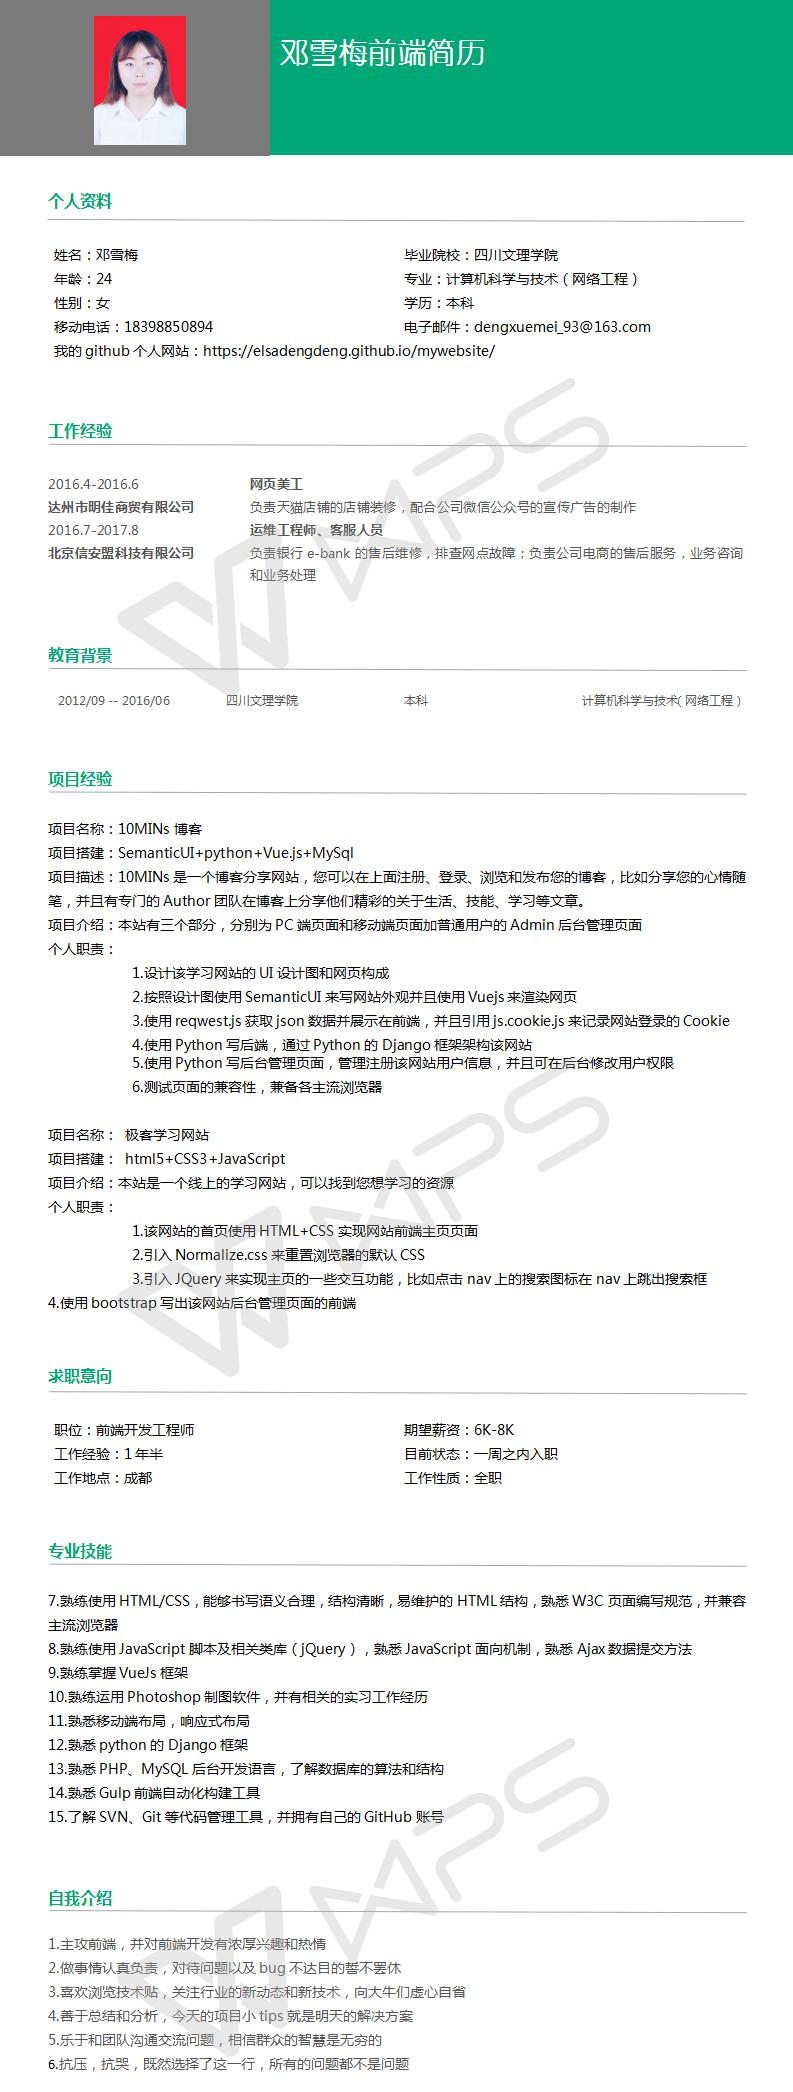 邓雪梅前端简历
个人资料
姓名：邓雪梅 毕业院校：四川文理学院
年龄：24 专业：计算机科学与技术（网络工程）
性别：女 学历：本科
移动电话：18398850894 电子邮件：dengxuemei_93@163.com
我的 github 个人网站：https://elsadengdeng.github.io/mywebsite/
工作经验
2016.4-2016.6 网页美工
达州市明佳商贸有限公司 负责天猫店铺的店铺装修，配合公司微信公众号的宣传广告的制作
2016.7-2017.8 运维工程师、客服人员
北京信安盟科技有限公司 负责银行 e-bank 的售后维修，排查网点故障；负责公司电商的售后服务，业务咨询
和业务处理
教育背景
2012/09 -- 2016/06 四川文理学院 本科 计算机科学与技术（网络工程）
项目经验
项目名称：10MINs 博客
项目搭建：SemanticUI+python+Vue.js+MySql
项目描述：10MINs 是一个博客分享网站，您可以在上面注册、登录、浏览和发布您的博客，比如分享您的心情随
笔，并且有专门的 Author 团队在博客上分享他们精彩的关于生活、技能、学习等文章。
项目介绍：本站有三个部分，分别为 PC 端页面和移动端页面加普通用户的 Admin 后台管理页面
个人职责：
1.设计该学习网站的 UI 设计图和网页构成
2.按照设计图使用 SemanticUI 来写网站外观并且使用 Vuejs 来渲染网页
3.使用 reqwest.js 获取 json 数据并展示在前端，并且引用 js.cookie.js 来记录网站登录的 Cookie
4.使用 Python 写后端，通过 Python 的 Django 框架架构该网站
5.使用 Python 写后台管理页面，管理注册该网站用户信息，并且可在后台修改用户权限
6.测试页面的兼容性，兼备各主流浏览器
项目名称： 极客学习网站
项目搭建： html5+CSS3+JavaScript
项目介绍：本站是一个线上的学习网站，可以找到您想学习的资源
个人职责：
1.该网站的首页使用 HTML+CSS 实现网站前端主页页面
2.引入 Normalize.css 来重置浏览器的默认 CSS
3.引入 JQuery 来实现主页的一些交互功能，比如点击 nav 上的搜索图标在 nav 上跳出搜索框
4.使用 bootstrap 写出该网站后台管理页面的前端
求职意向
职位：前端开发工程师 期望薪资：6K-8K
工作经验：1 年半 目前状态：一周之内入职
工作地点：成都 工作性质：全职
专业技能
7.熟练使用 HTML/CSS，能够书写语义合理，结构清晰，易维护的 HTML 结构，熟悉 W3C 页面编写规范，并兼容
主流浏览器
8.熟练使用 JavaScript 脚本及相关类库（jQuery），熟悉 JavaScript 面向机制，熟悉 Ajax 数据提交方法
9.熟练掌握 VueJs 框架
10.熟练运用 Photoshop 制图软件，并有相关的实习工作经历
11.熟悉移动端布局，响应式布局
12.熟悉 python 的 Django 框架
13.熟悉 PHP、MySQL 后台开发语言，了解数据库的算法和结构
14.熟悉 Gulp 前端自动化构建工具
15.了解 SVN、Git 等代码管理工具，并拥有自己的 GitHub 账号
自我介绍
1.主攻前端，并对前端开发有浓厚兴趣和热情
2.做事情认真负责，对待问题以及 bug 不达目的誓不罢休
3.喜欢浏览技术贴，关注行业的新动态和新技术，向大牛们虚心自省
4.善于总结和分析，今天的项目小 tips 就是明天的解决方案
5.乐于和团队沟通交流问题，相信群众的智慧是无穷的
6.抗压，抗哭，既然选择了这一行，所有的问题都不是问题
WPS
WPS
WPS